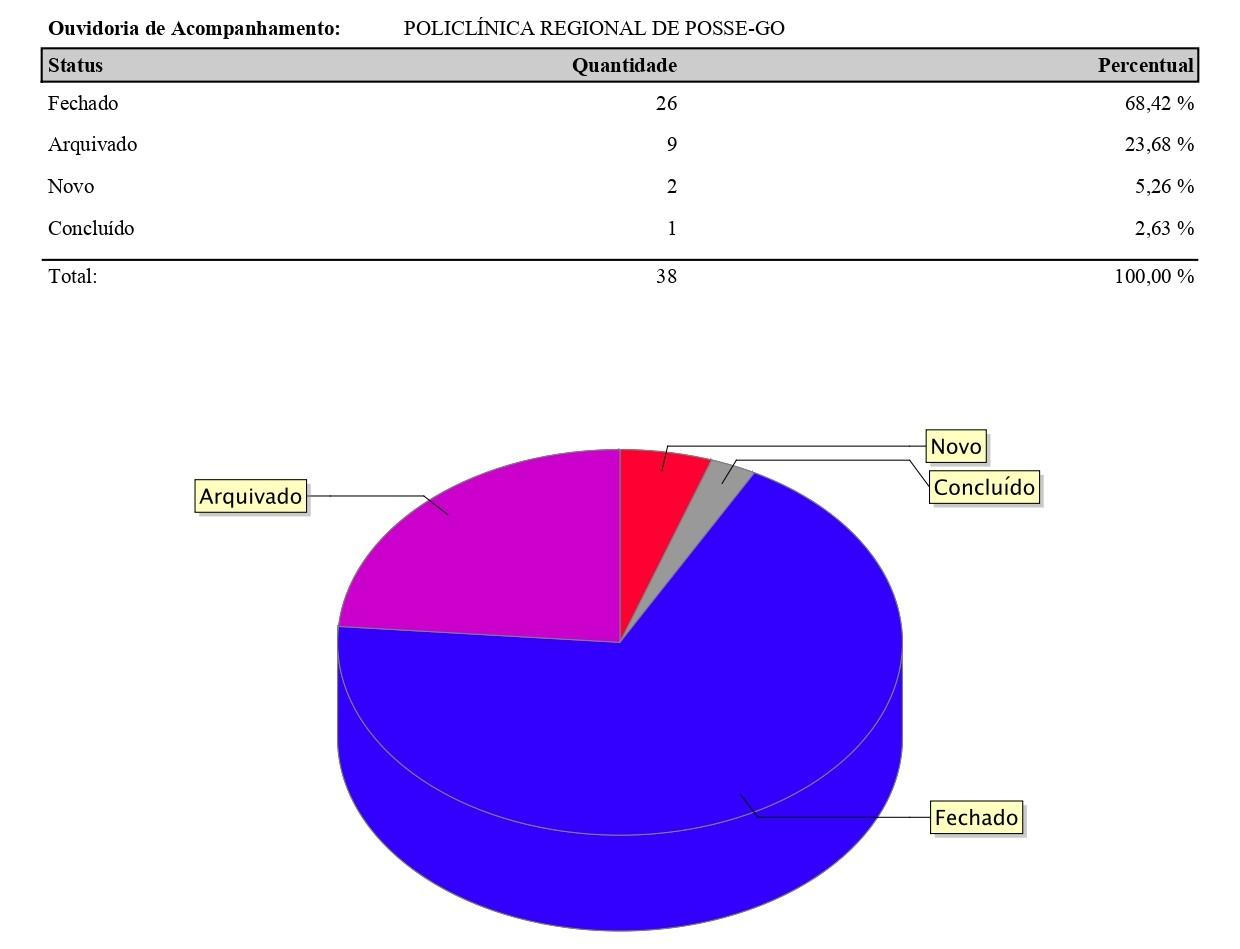 Ouvidoria de Acompanhamento: POLICLÍNICA REGIONAL DE POSSE-GO
Status Quantidade Percentual
Fechado 26 68,42 %
Arquivado 9 23,68 %
Novo 2 5,26 %
Concluído 1 2,63 %
Total: 38 100,00 %
Novo
Concluído
Arquivado
Fechado